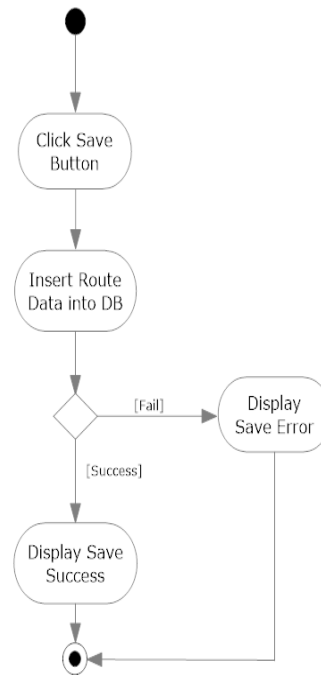 Click Save
Button
Insert Route
Data into DB
[Fail]
Display
Save Error
[Success]
Display Save
Success